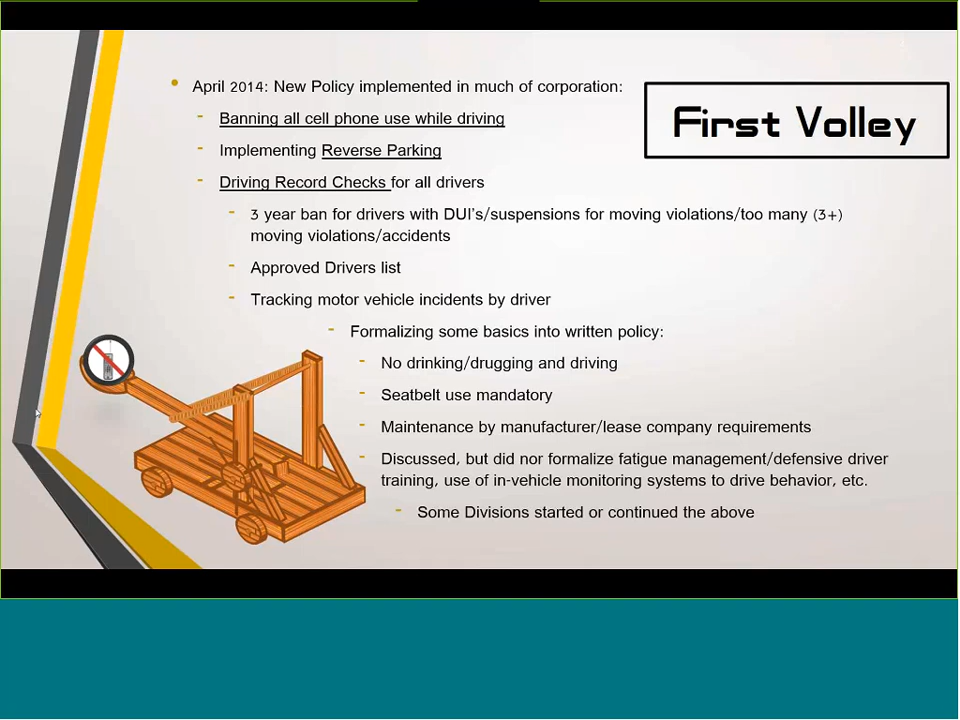 First Volley
• April 2014: New Policy implemented in much of corporation:
- Banning all cell phone use while driving
- Implementing Reverse Parking
- Driving Record Checks for all drivers
- 3 year ban for drivers with DUI's/suspensions for moving violations/too many (3+)
moving violations/accidents
- Approved Drivers list
- Tracking motor vehicle incidents by driver
- Formalizing some basics into written policy:
- No drinking/drugging and driving
- Seatbelt use mandatory
- Maintenance by manufacturer/lease company requirements
- Discussed, but did nor formalize fatigue management/defensive driver
training, use of in-vehicle monitoring systems to drive behavior, etc.
- Some Divisions started or continued the above